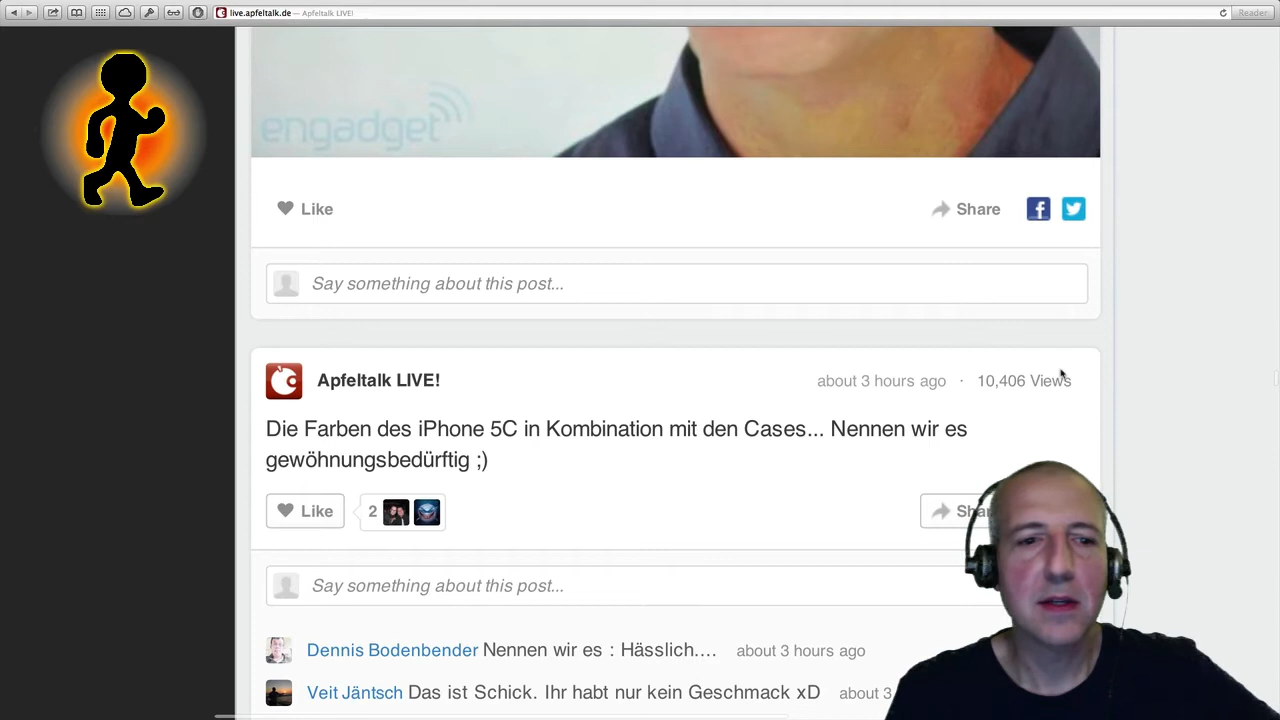 live.apfeltalk.de — Apfeltalk LIVE!
Reader
engadget
Like
Share
Say something about this post...
Apfeltalk LIVE!
about 3 hours ago · 10,406 Views
Die Farben des iPhone 5C in Kombination mit den Cases... Nennen wir es
gewöhnungsbedürftig ;)
Like
2
Say something about this post...
Dennis Bodenbender Nennen wir es : Hässlich.... about 3 hours ago
Veit Jäntsch Das ist Schick. Ihr habt nur kein Geschmack xD about 3